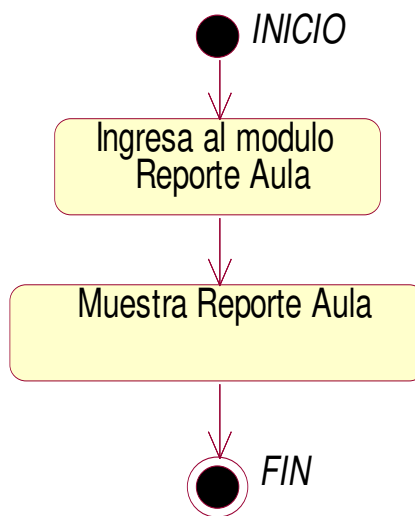 INICIO
Ingresa al modulo
Reporte Aula
Muestra Reporte Aula
FIN